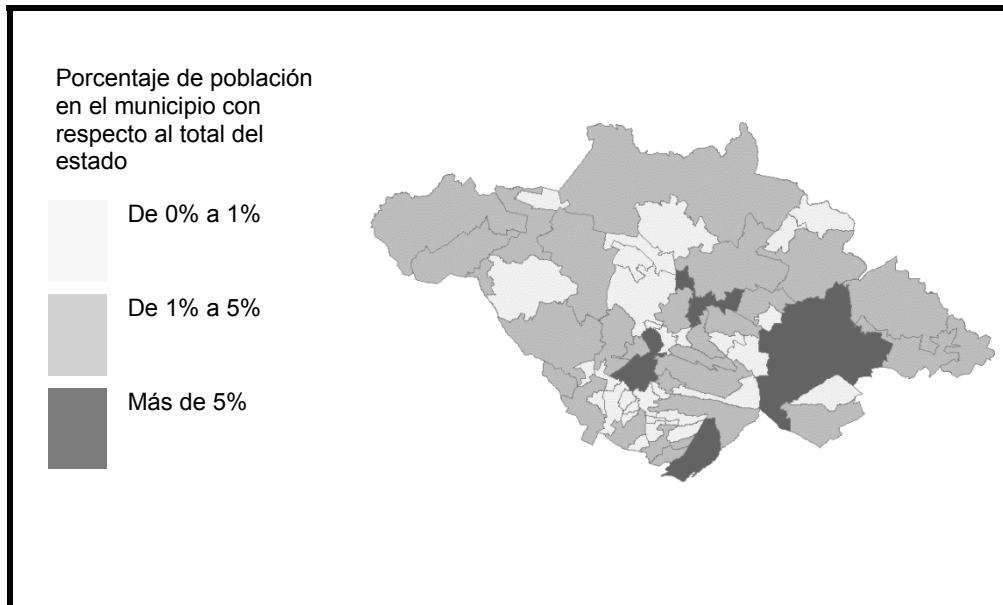 Porcentaje de población
en el municipio con
respecto al total del
estado
De 0% a 1%
De 1% a 5%
Más de 5%